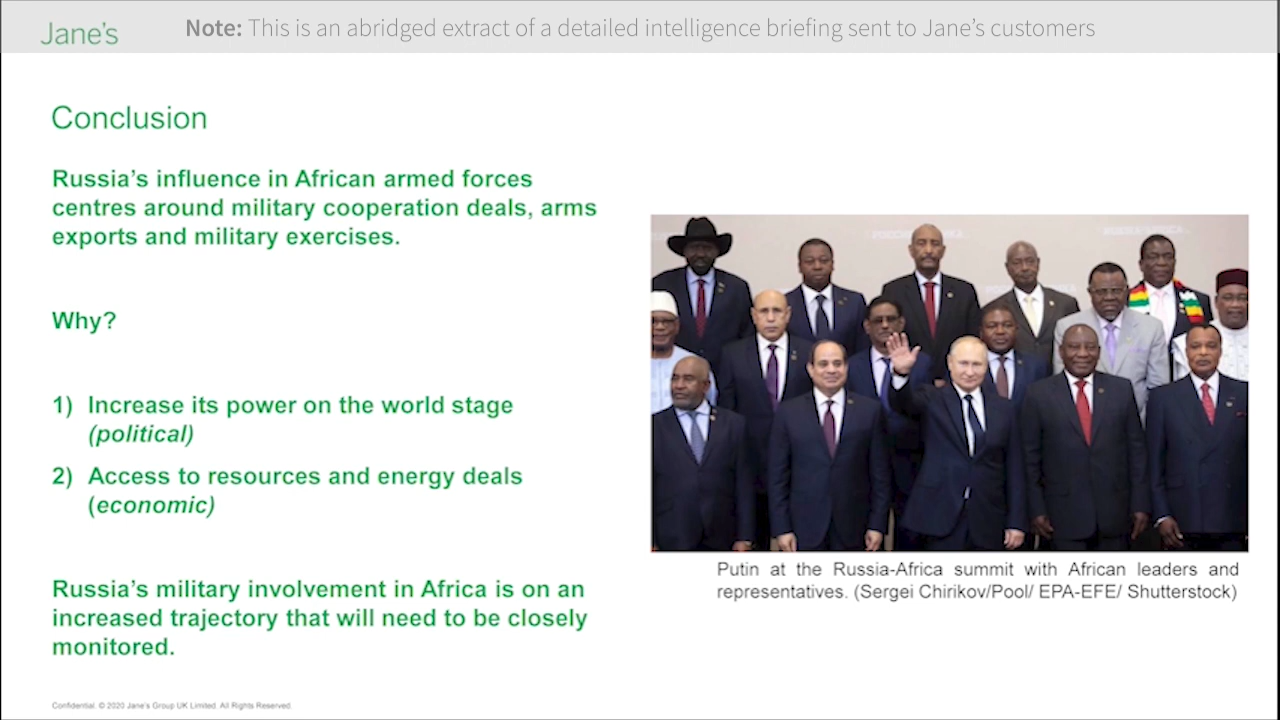 Jane's
Note: This is an abridged extract of a detailed intelligence briefing sent to Jane's customers
Conclusion
Russia's influence in African armed forces
centres around military cooperation deals, arms
exports and military exercises.
Why?
1) Increase its power on the world stage
(political)
2) Access to resources and energy deals
(economic)
Russia's military involvement in Africa is on an
increased trajectory that will need to be closely
monitored.
Putin at the Russia-Africa summit with African leaders and
representatives. (Sergei Chirikov/Pool/ EPA-EFE/ Shutterstock)
Confidential. © 2020 Jane's Group UK Limited. All Rights Reserved.